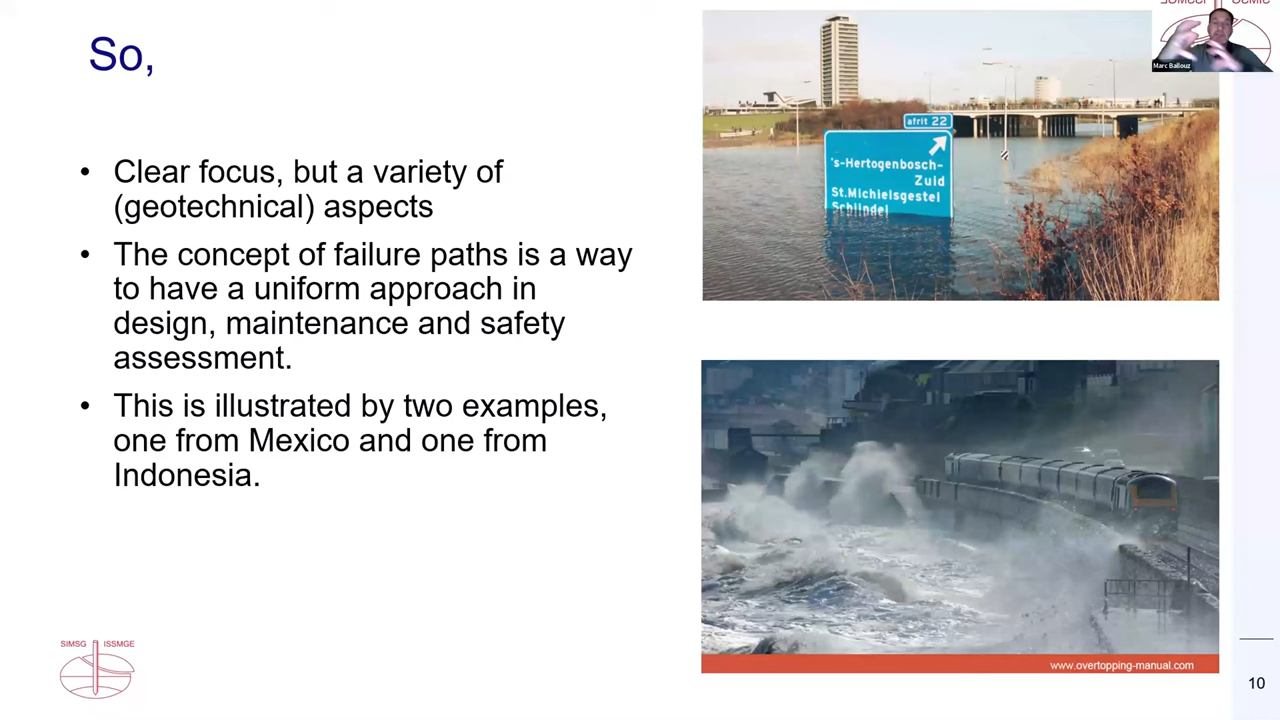 So,
• Clear focus, but a variety of
(geotechnical) aspects
• The concept of failure paths is a way
to have a uniform approach in
design, maintenance and safety
assessment.
• This is illustrated by two examples,
one from Mexico and one from
Indonesia.
SIMSG ISSMGE
afrit 22
's-Hertogenbosch-
Zuid
St.Michielsgestel
Schijndel
www.overtopping-manual.com
Marc Ballouz
10